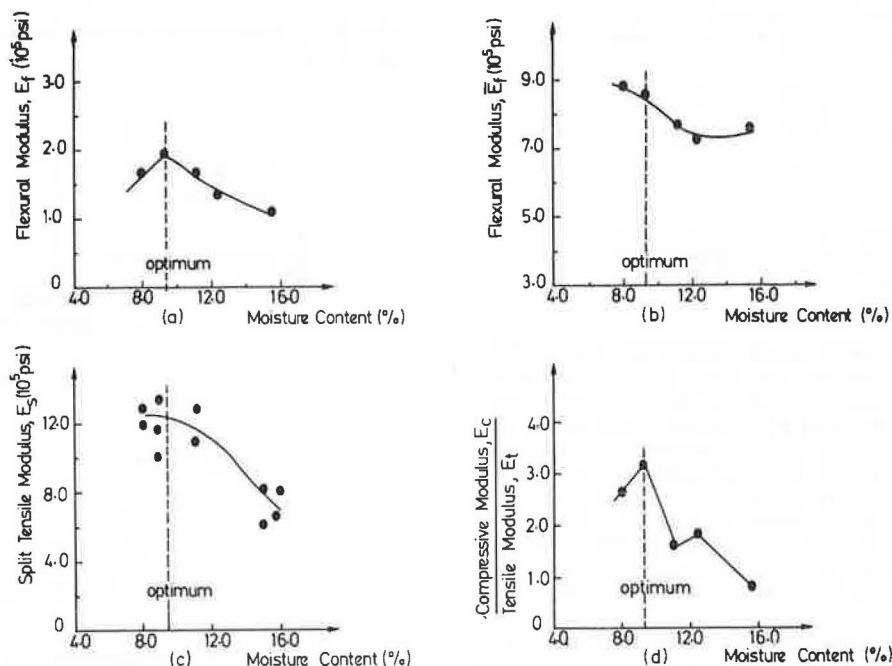 Flexural Modulus, E_f (10^5 psi)
3.0
2.0
1.0
0
optimum
4.0 8.0 12.0 16.0
(a) Moisture Content (%)
Flexural Modulus, Ē_f (10^5 psi)
9.0
7.0
5.0
3.0
optimum
4.0 8.0 12.0 16.0
(b) Moisture Content (%)
Split Tensile Modulus, E_s (10^5 psi)
12.0
8.0
4.0
0
optimum
4.0 8.0 12.0 16.0
(c) Moisture Content (%)
Compressive Modulus, E_c
Tensile Modulus, E_t
4.0
3.0
2.0
1.0
0
optimum
4.0 8.0 12.0 16.0
(d) Moisture Content (%)